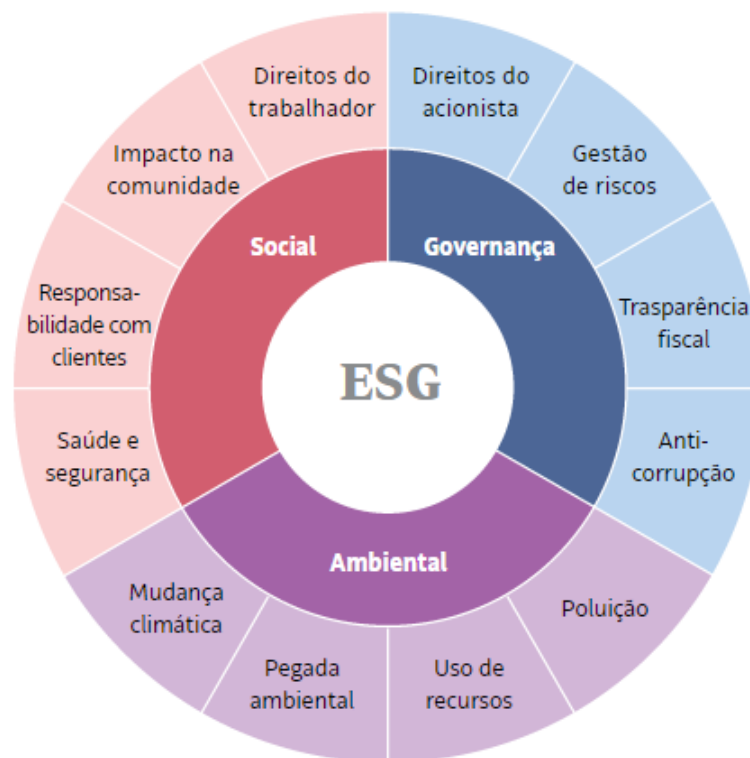 Direitos do
trabalhador
Direitos do
acionista
Impacto na
comunidade
Gestão
de riscos
Social
Governança
Responsa-
bilidade com
clientes
Trasparência
fiscal
ESG
Saúde e
segurança
Anti-
corrupção
Ambiental
Mudança
climática
Poluição
Pegada
ambiental
Uso de
recursos